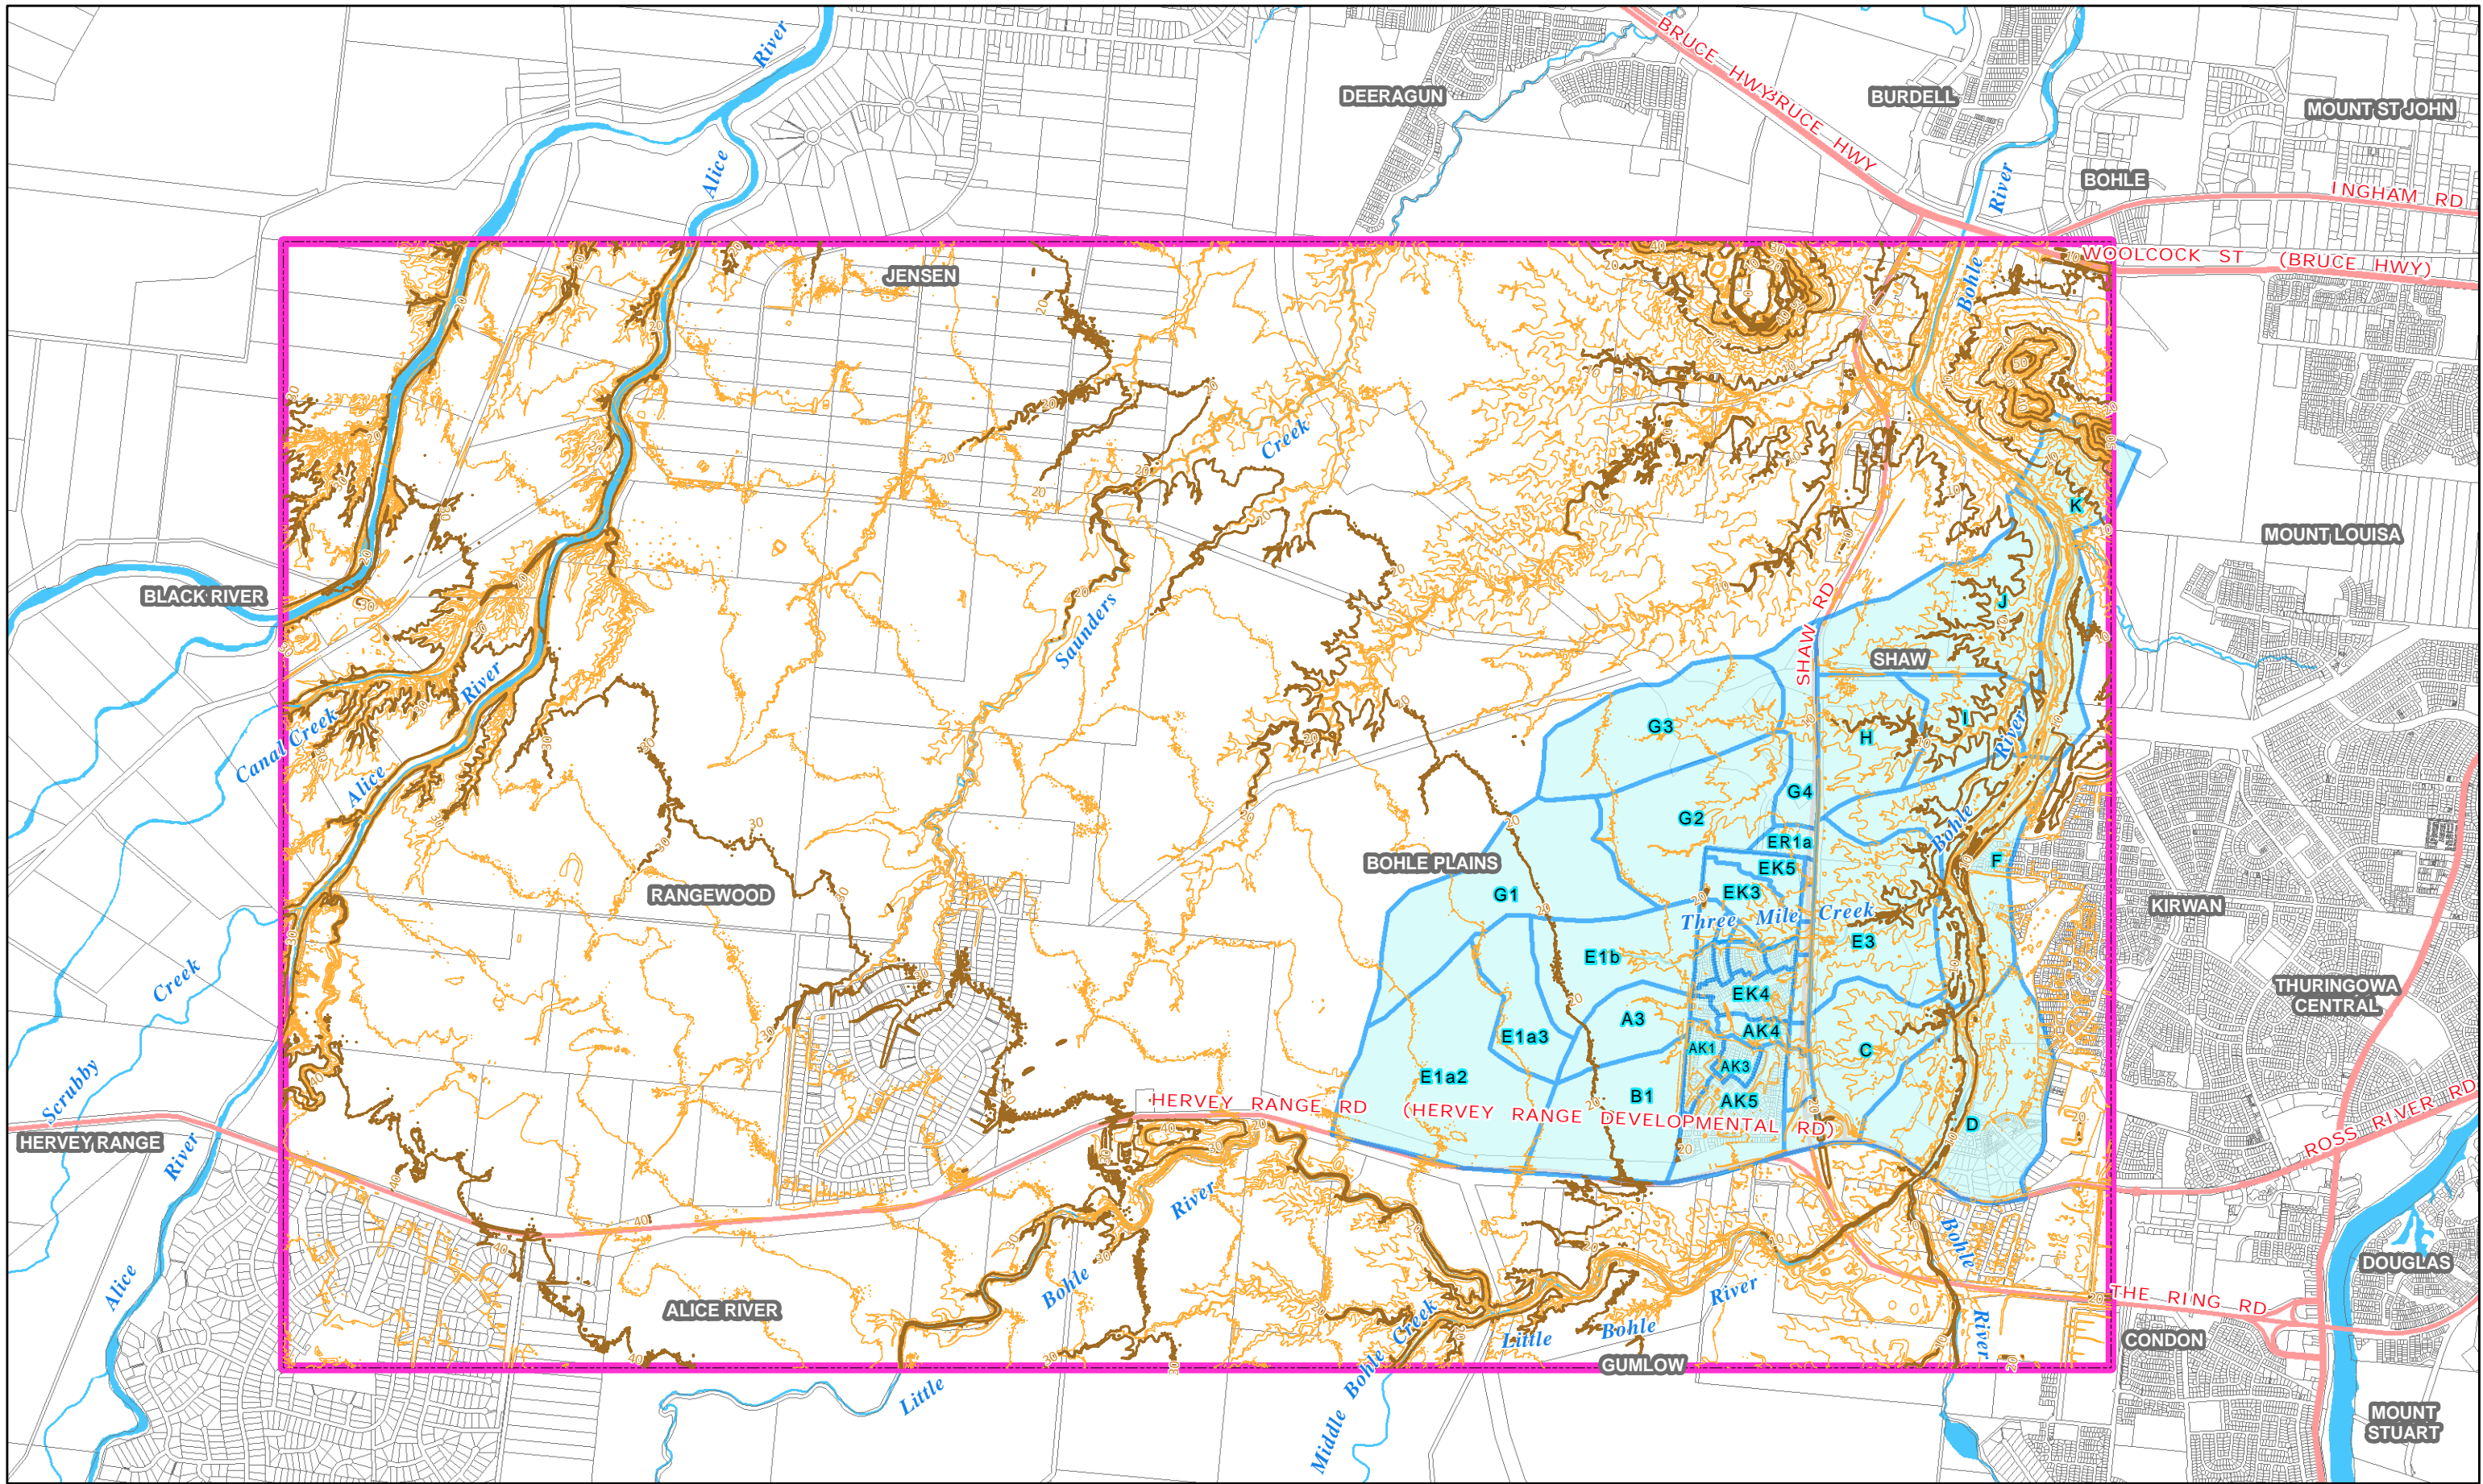 River
Alice
DEERAGUN
BRUCE HWY
BRUCE HWY
BURDELL
MOUNT ST JOHN
River
BOHLE
INGHAM RD
WOOLCOCK ST (BRUCE HWY)
JENSEN
Bohle
Creek
Saunders
K
MOUNT LOUISA
BLACK RIVER
J
SHAW RD
SHAW
Canal Creek
River
Alice
G3
H
I
River
G4
G2
Bohle
ER1a
BOHLE PLAINS
EK5
F
RANGEWOOD
G1
EK3
KIRWAN
Three Mile Creek
E1b
E3
Creek
Scrubby
EK4
THURINGOWA
CENTRAL
A3
AK4
E1a3
AK1
C
AK3
E1a2
B1
AK5
HERVEY RANGE RD (HERVEY RANGE DEVELOPMENTAL RD)
D
ROSS RIVER RD
HERVEY RANGE
River
Alice
River
Bohle
Bohle
River
DOUGLAS
ALICE RIVER
River
THE RING RD
Little Bohle
CONDON
GUMLOW
Little
Middle Bohle Creek
MOUNT
STUART